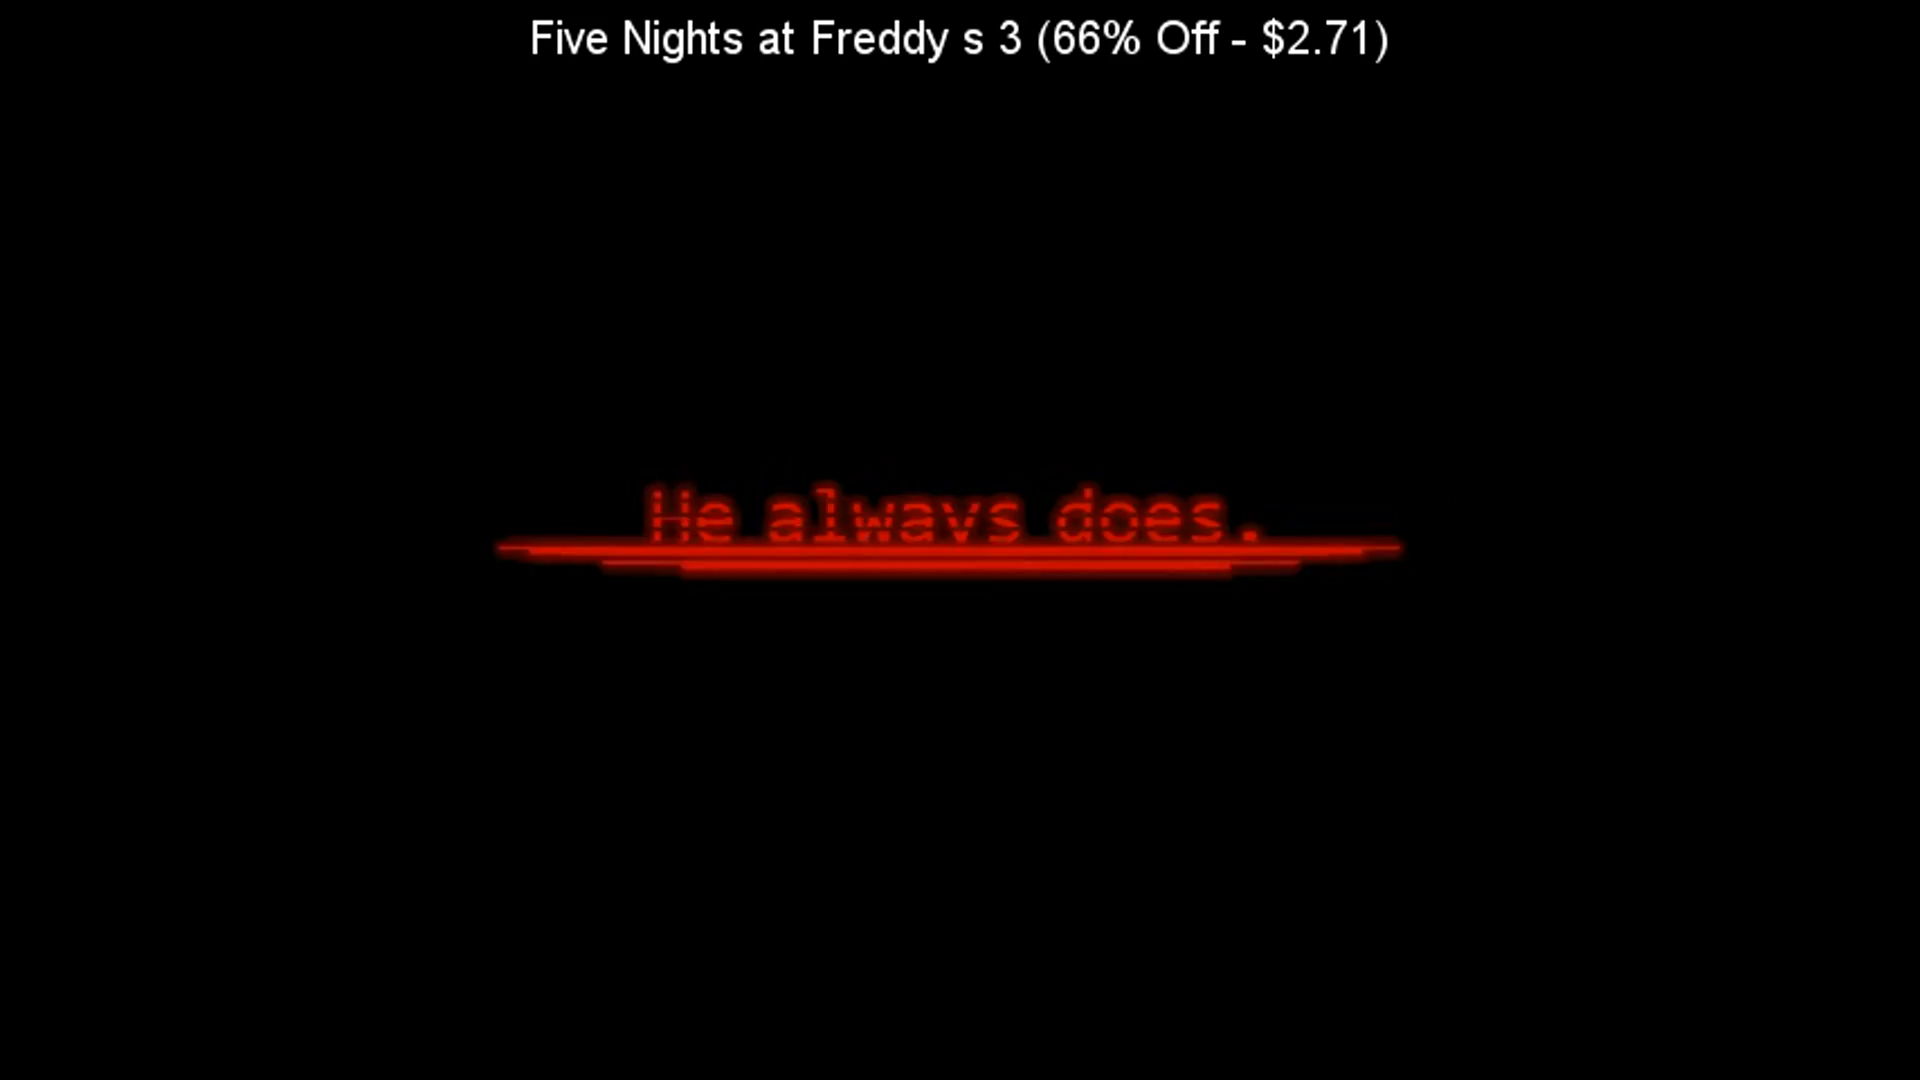 Five Nights at Freddy s 3 (66% Off - $2.71)
He always does.